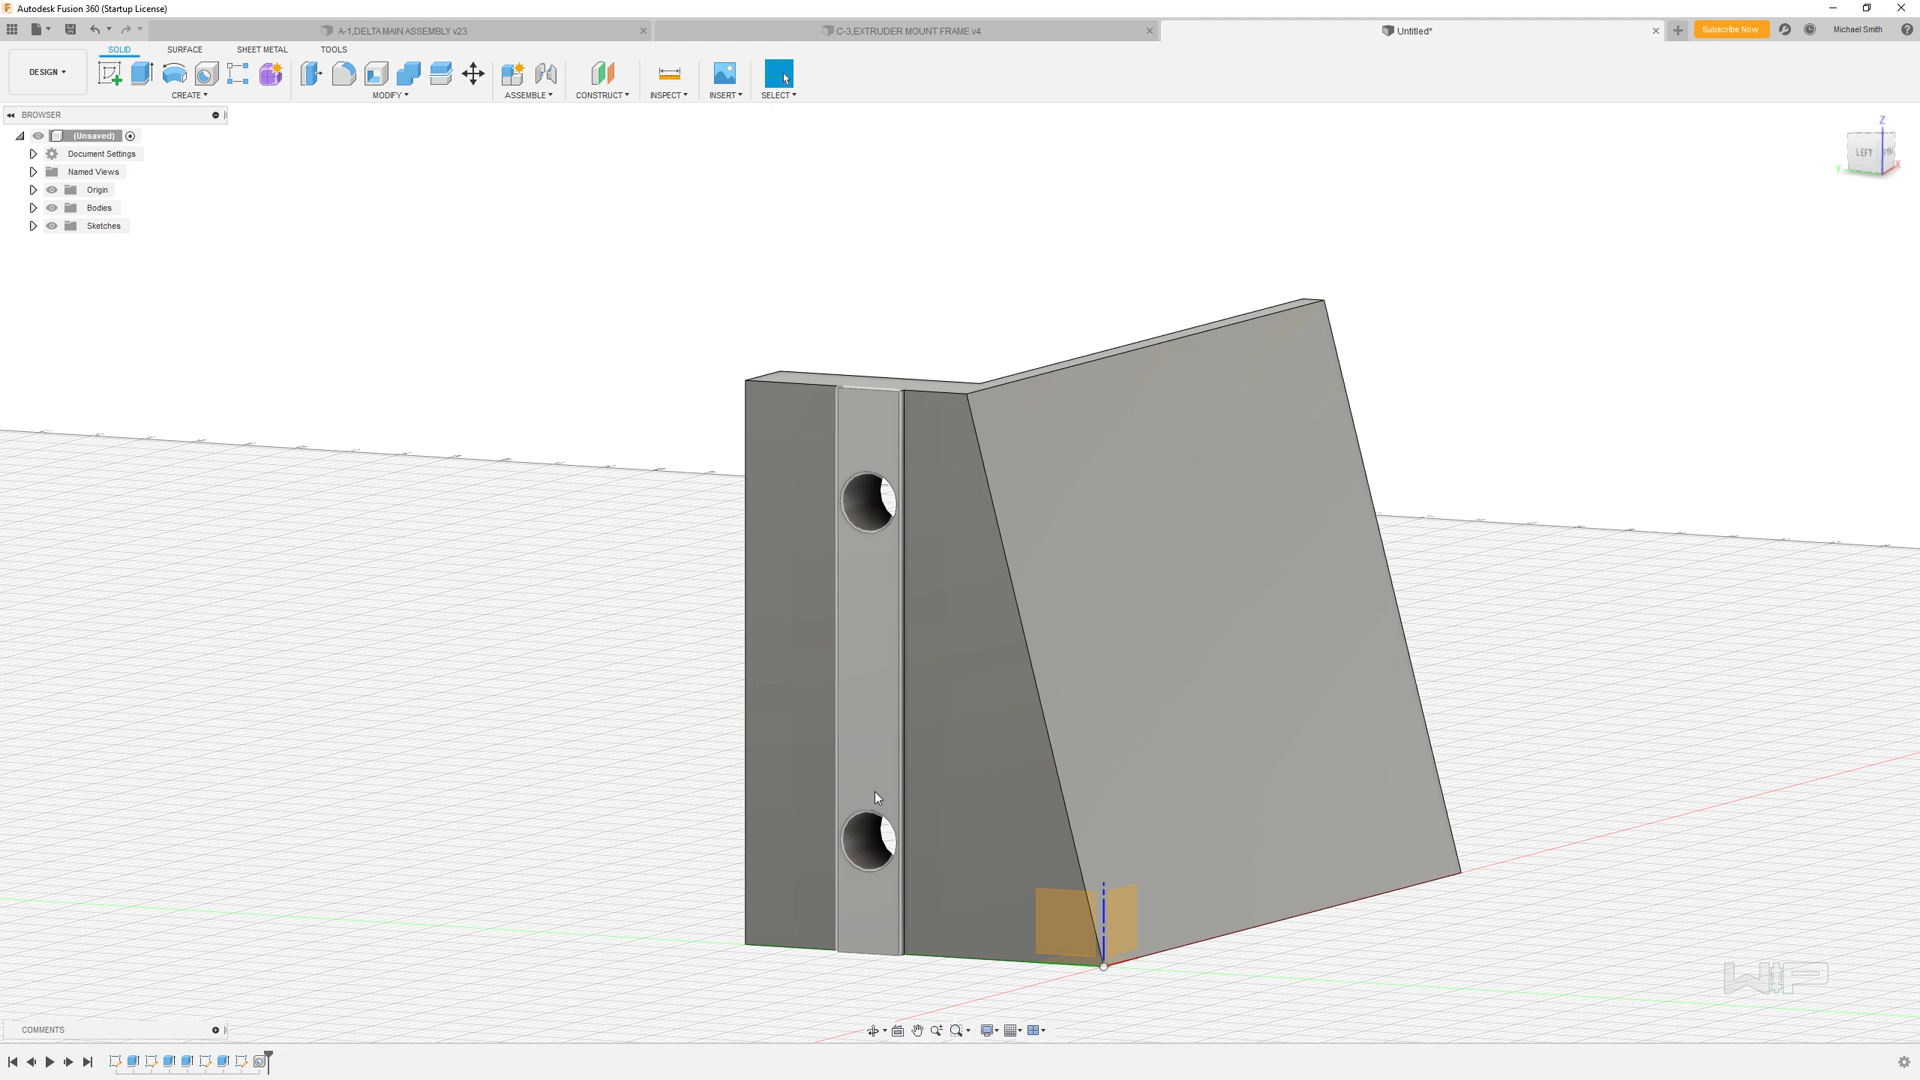 Autodesk Fusion 360 (Startup License)
A-1,DELTA MAIN ASSEMBLY v23
C-3,EXTRUDER MOUNT FRAME v4
Untitled*
Subscribe Now
Michael Smith
DESIGN
SOLID
SURFACE
SHEET METAL
TOOLS
CREATE
MODIFY
ASSEMBLE
CONSTRUCT
INSPECT
INSERT
SELECT
BROWSER
(Unsaved)
Document Settings
Named Views
Origin
Bodies
Sketches
Z
LEFT
X
Y
WIP
COMMENTS